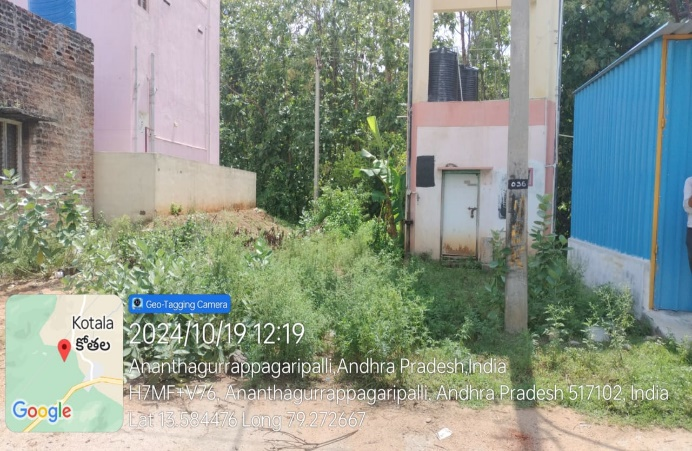 036
Geo-Tagging Camera
Kotala
కోతల
Google
2024/10/19 12:19
Ananthagurrappagaripalli,Andhra Pradesh,India
H7MF+V76, Ananthagurrappagaripalli, Andhra Pradesh 517102, India
Lat 13.584476 Long 79.272667